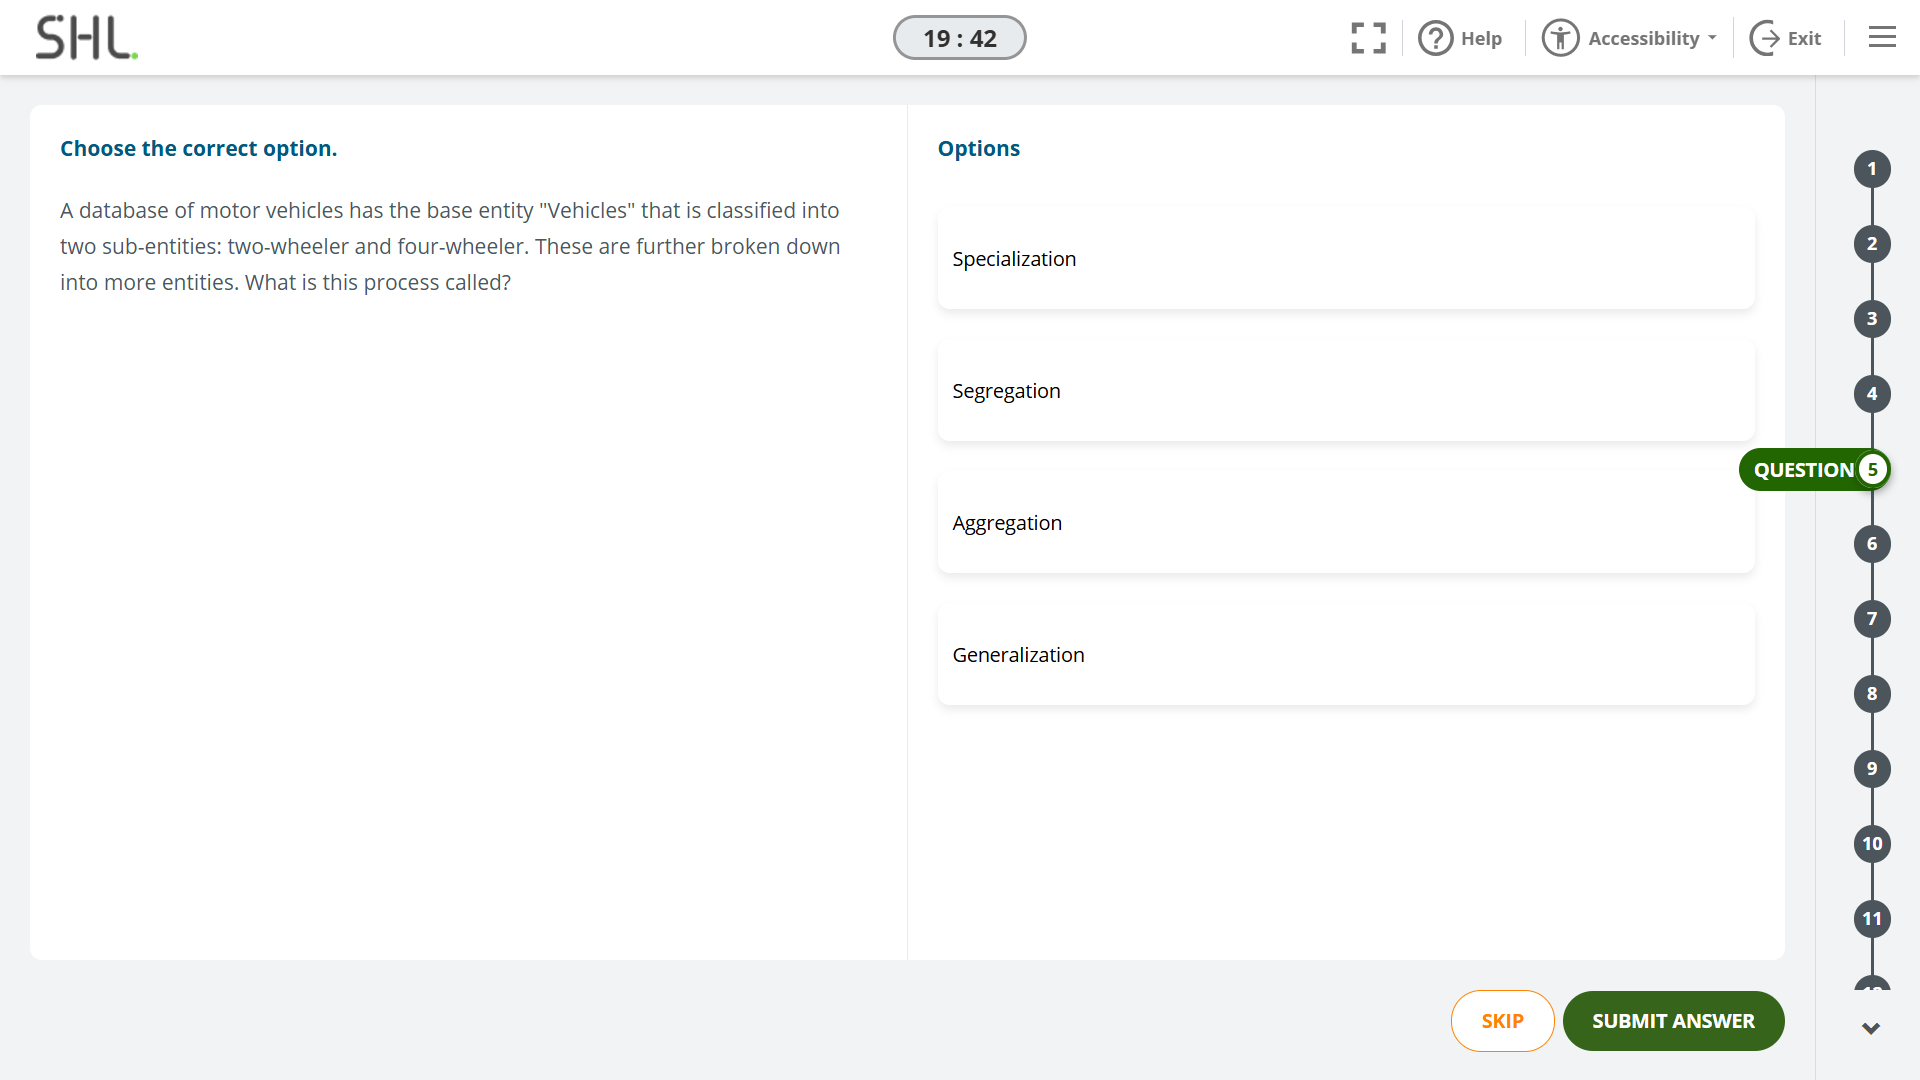 SHL.
19 : 42
Help
Accessibility
Exit
Choose the correct option.
A database of motor vehicles has the base entity "Vehicles" that is classified into
two sub-entities: two-wheeler and four-wheeler. These are further broken down
into more entities. What is this process called?
Options
Specialization
Segregation
Aggregation
Generalization
1
2
3
4
QUESTION 5
6
7
8
9
10
11
SKIP
SUBMIT ANSWER